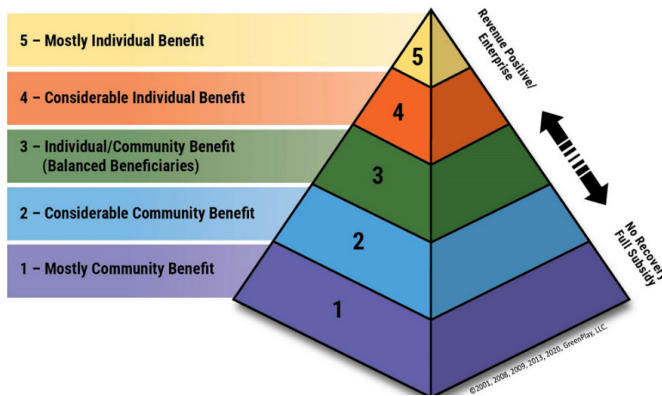 5 – Mostly Individual Benefit
4 – Considerable Individual Benefit
3 – Individual/Community Benefit
(Balanced Beneficiaries)
2 – Considerable Community Benefit
1 – Mostly Community Benefit
5
4
3
2
1
Revenue Positive/
Enterprise
No Recovery
Full Subsidy
©2001, 2008, 2009, 2013, 2020, GreenPlay, LLC.